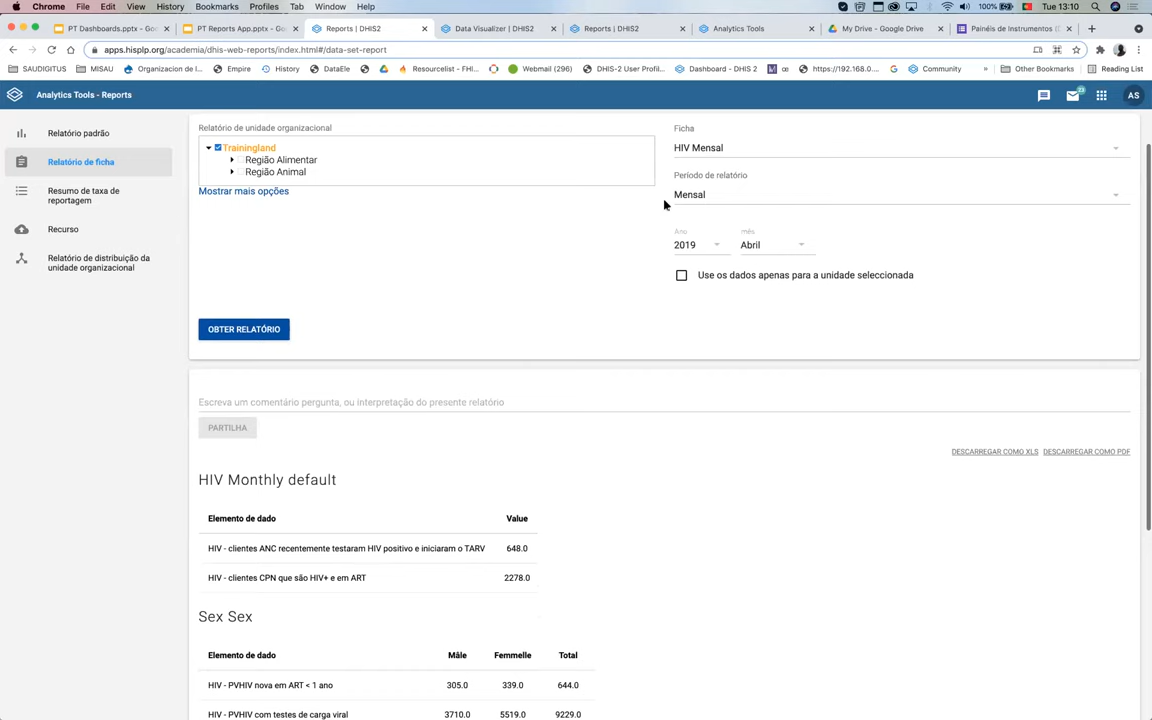 Chrome File Edit View History Bookmarks Profiles Tab Window Help 100% Tue 13:10
PT Dashboards.pptx - Go... PT Reports App.pptx - Go... Reports | DHIS2 Data Visualizer | DHIS2 Reports | DHIS2 Analytics Tools My Drive - Google Drive Painéis de Instrumentos (D
apps.hisplp.org/academia/dhis-web-reports/index.html#/data-set-report
SAUDIGITUS MISAU Organizacion de I... Empire History DataEle Resourcelist - FHI... Webmail (296) DHIS-2 User Profil... Dashboard - DHIS 2 https://192.168.0.... Community » Other Bookmarks Reading List
Analytics Tools - Reports 23 AS
Relatório padrão
Relatório de ficha
Resumo de taxa de
reportagem
Recurso
Relatório de distribuição da
unidade organizacional
Relatório de unidade organizacional
Trainingland
Região Alimentar
Região Animal
Mostrar mais opções
Ficha
HIV Mensal
Período de relatório
Mensal
Ano mês
2019 Abril
Use os dados apenas para a unidade seleccionada
OBTER RELATÓRIO
Escreva um comentário pergunta, ou interpretação do presente relatório
PARTILHA
DESCARREGAR COMO XLS DESCARREGAR COMO PDF
HIV Monthly default
Elemento de dado Value
HIV - clientes ANC recentemente testaram HIV positivo e iniciaram o TARV 648.0
HIV - clientes CPN que são HIV+ e em ART 2278.0
Sex Sex
Elemento de dado Mâle Femmelle Total
HIV - PVHIV nova em ART < 1 ano 305.0 339.0 644.0
HIV - PVHIV com testes de carga viral 3710.0 5519.0 9229.0